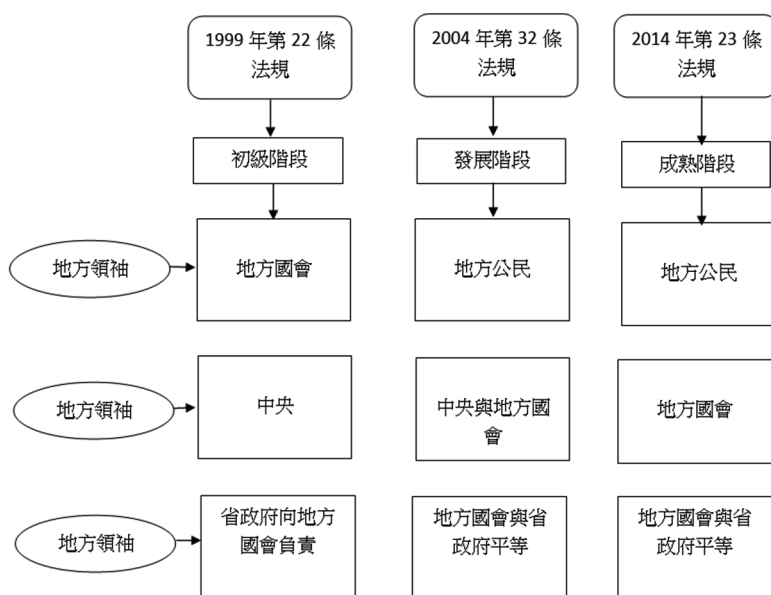 1999 年第 22 條
法規
2004 年第 32 條
法規
2014 年第 23 條
法規
初級階段
發展階段
成熟階段
地方領袖
地方國會
地方公民
地方公民
地方領袖
中央
中央與地方國
會
地方國會
地方領袖
省政府向地方
國會負責
地方國會與省
政府平等
地方國會與省
政府平等